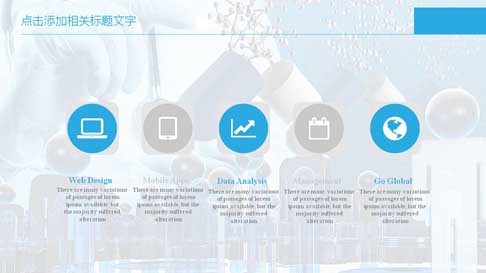 点击添加相关标题文字
Web Design
There are many variations
of passages of lorem
ipsum available, but
the majority suffered
alteration
Mobile Apps
There are many variations
of passages of lorem
ipsum available, but
the majority suffered
alteration
Data Analysis
There are many variations
of passages of lorem
ipsum available, but
the majority suffered
alteration
Management
There are many variations
of passages of lorem
ipsum available, but
the majority suffered
alteration
Go Global
There are many variations
of passages of lorem
ipsum available, but
the majority suffered
alteration